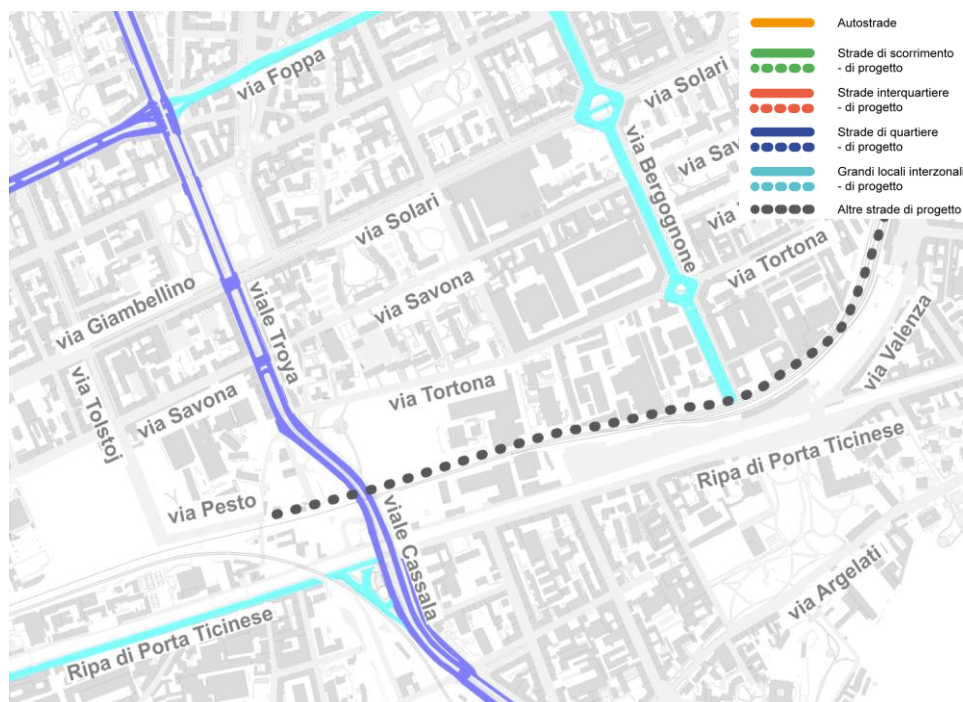 Autostrade
Strade di scorrimento
- di progetto
Strade interquartiere
- di progetto
Strade di quartiere
- di progetto
Grandi locali interzonali
- di progetto
Altre strade di progetto
via Foppa
via Solari
via Bergognone
via Sav
via Solari
via Tortona
via Savona
via Giambellino
viale Troya
via Valenza
via Tortona
via Tolstoj
via Savona
Ripa di Porta Ticinese
via Pesto
viale Cassala
via Argelati
Ripa di Porta Ticinese